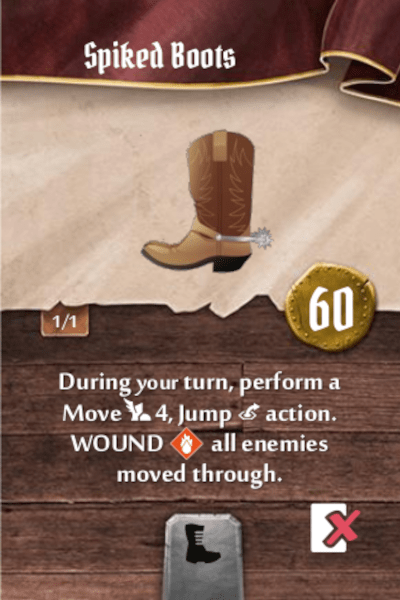 Spiked Boots
1/1
60
During your turn, perform a
Move 4, Jump action.
WOUND all enemies
moved through.